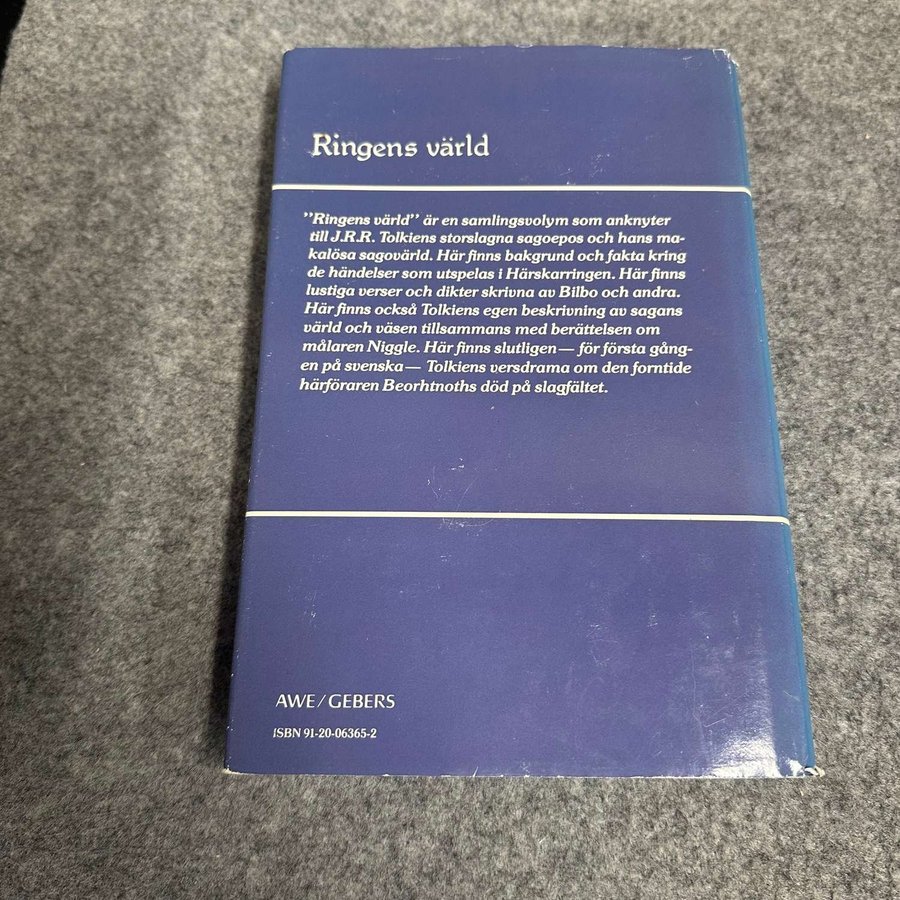 Ringens värld
”Ringens värld” är en samlingsvolym som anknyter
till J.R.R. Tolkiens storslagna sagoepos och hans ma-
kalösa sagovärld. Här finns bakgrund och fakta kring
de händelser som utspelas i Härskarringen. Här finns
lustiga verser och dikter skrivna av Bilbo och andra.
Här finns också Tolkiens egen beskrivning av sagans
värld och väsen tillsammans med berättelsen om
målaren Niggle. Här finns slutligen — för första gång-
en på svenska — Tolkiens versdrama om den forntide
härföraren Beorhtnoths död på slagfältet.
AWE/GEBERS
ISBN 91-20-06365-2